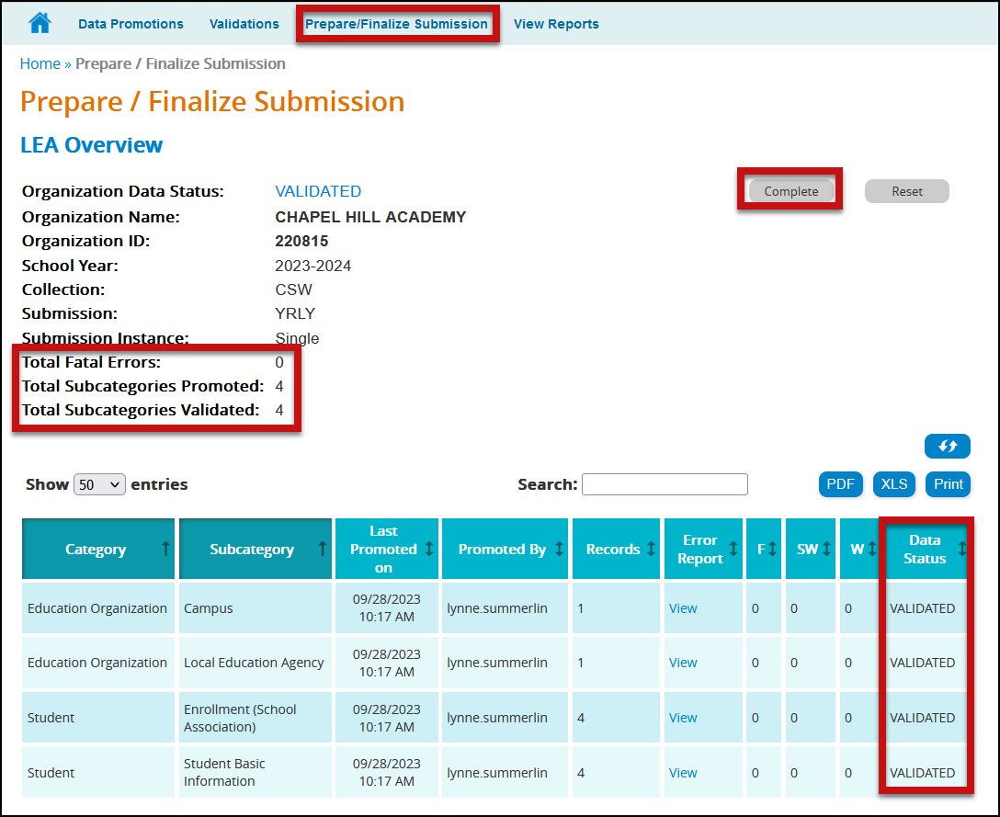 Data Promotions Validations Prepare/Finalize Submission View Reports
Home » Prepare / Finalize Submission
Prepare / Finalize Submission
LEA Overview
Organization Data Status: VALIDATED
Complete Reset
Organization Name: CHAPEL HILL ACADEMY
Organization ID: 220815
School Year: 2023-2024
Collection: CSW
Submission: YRLY
Submission Instance: Single
Total Fatal Errors: 0
Total Subcategories Promoted: 4
Total Subcategories Validated: 4
Show 50 entries Search: PDF XLS Print
Category Subcategory Last Promoted on Promoted By Records Error Report F SW W Data Status
Education Organization Campus 09/28/2023 10:17 AM lynne.summerlin 1 View 0 0 0 VALIDATED
Education Organization Local Education Agency 09/28/2023 10:17 AM lynne.summerlin 1 View 0 0 0 VALIDATED
Student Enrollment (School Association) 09/28/2023 10:17 AM lynne.summerlin 4 View 0 0 0 VALIDATED
Student Student Basic Information 09/28/2023 10:17 AM lynne.summerlin 4 View 0 0 0 VALIDATED